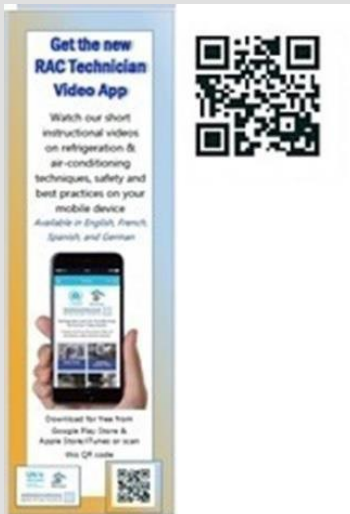 Get the new
RAC Technician
Video App
Watch our short
instructional videos
on refrigeration &
air-conditioning
techniques, safety and
best practices on your
mobile device
Available in English, French,
Spanish, and German
Download for free from
Google Play Store &
Apple Store/iTunes or scan
this QR code